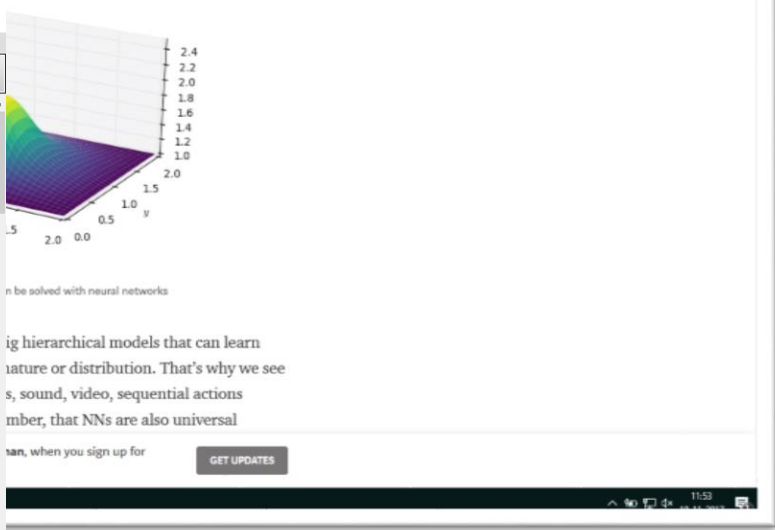 2.4
2.2
2.0
1.8
1.6
1.4
1.2
1.0
2.0
1.5
1.0
y
0.5
.5
2.0 0.0
n be solved with neural networks
ig hierarchical models that can learn
nature or distribution. That's why we see
s, sound, video, sequential actions
mber, that NNs are also universal
nan, when you sign up for
GET UPDATES
11:53